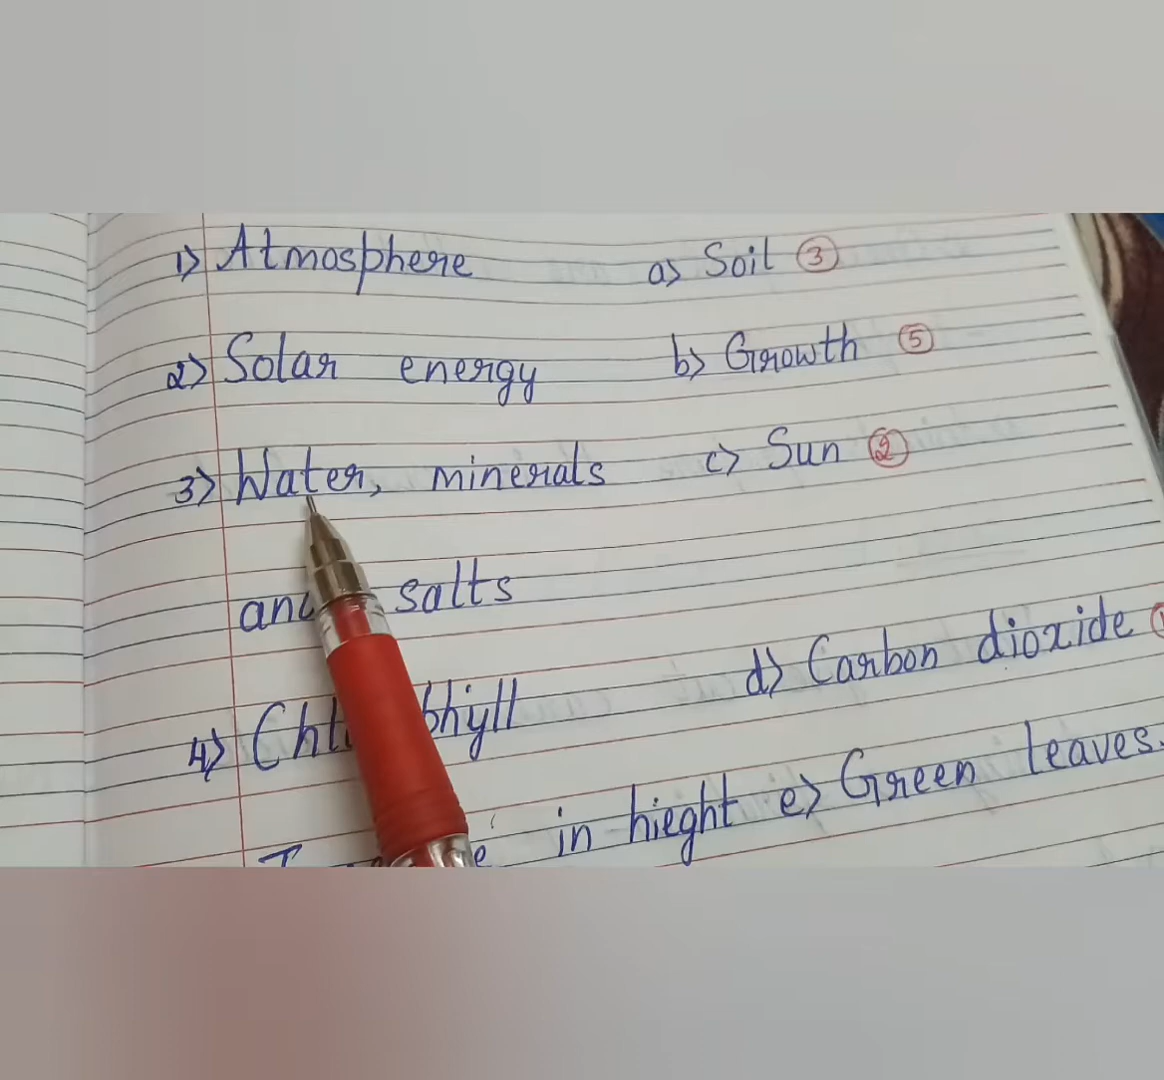 1) Atmosphere a) Soil ③
2) Solar energy b) Growth ⑤
3) Water, minerals c) Sun ②
salts
4) d) Carbon dioxide
in hieght e) Green leaves.